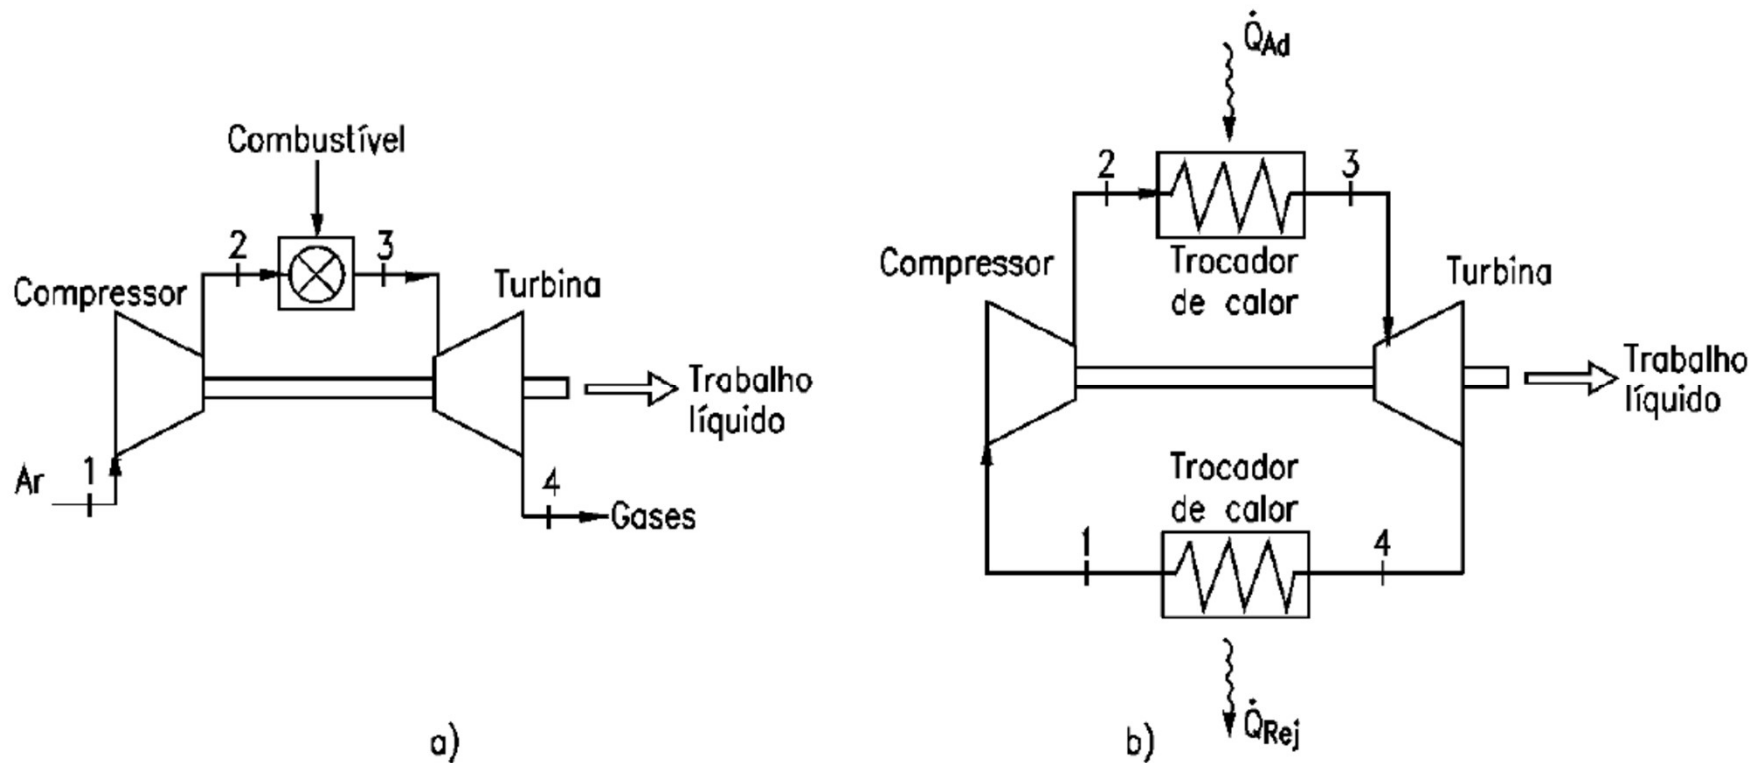 Combustível
2
3
Compressor
Turbina
Trabalho
líquido
Ar
1
4
Gases
a)
Q̇Ad
2
3
Compressor
Trocador
de calor
Turbina
Trabalho
líquido
Trocador
de calor
1
4
Q̇Rej
b)